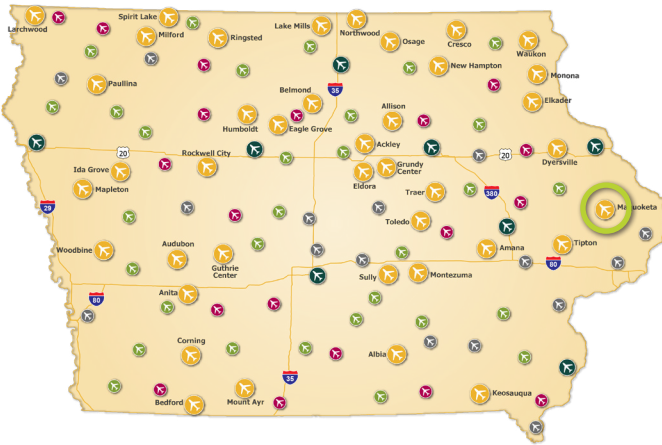 Spirit Lake
Larchwood
Milford
Ringsted
Lake Mills
Northwood
Osage
Cresco
Waukon
New Hampton
Monona
Paullina
Belmond
Elkader
35
Allison
Humboldt
Eagle Grove
Ackley
20
Rockwell City
20
Dyersville
Ida Grove
Grundy
Center
Eldora
Mapleton
Traer
380
29
Maquoketa
Toledo
Woodbine
Audubon
Guthrie
Center
Amana
Tipton
80
Sully
Montezuma
Anita
80
Corning
Albia
35
Bedford
Mount Ayr
Keosauqua